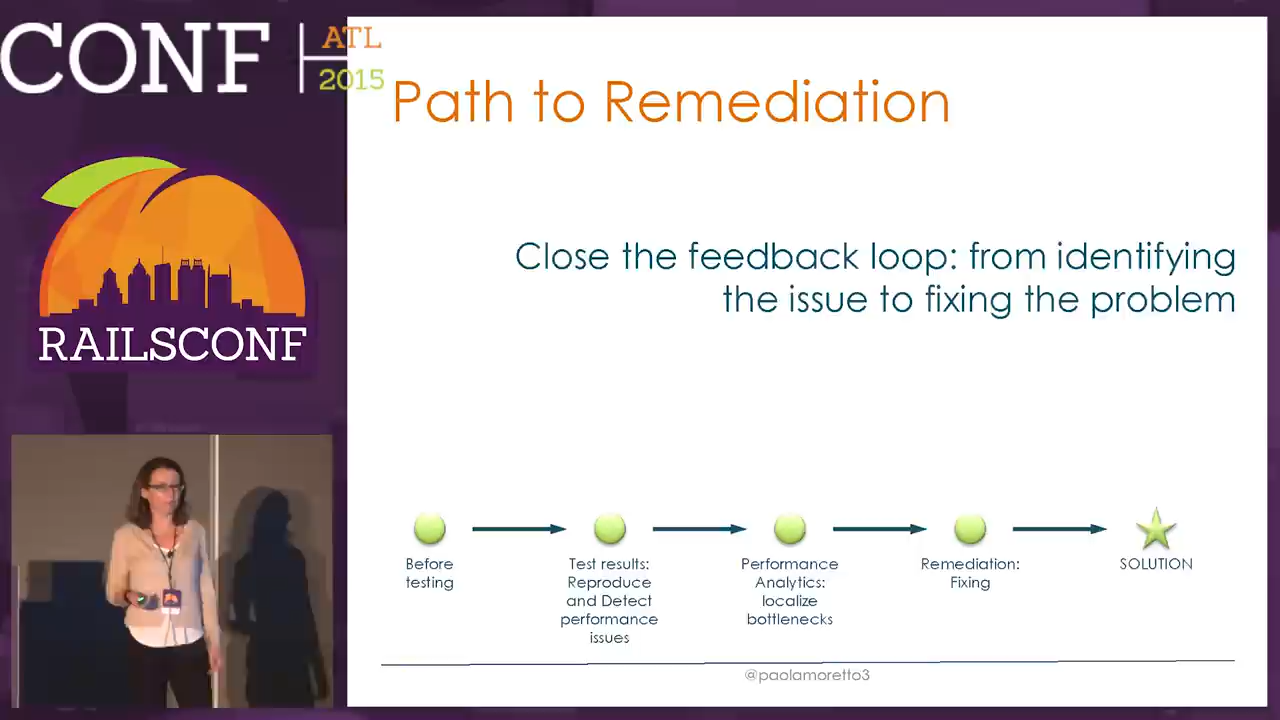 CONF
ATL
2015
RAILSCONF
Path to Remediation
Close the feedback loop: from identifying
the issue to fixing the problem
Before
testing
Test results:
Reproduce
and Detect
performance
issues
Performance
Analytics:
localize
bottlenecks
Remediation:
Fixing
SOLUTION
@paolamoretto3